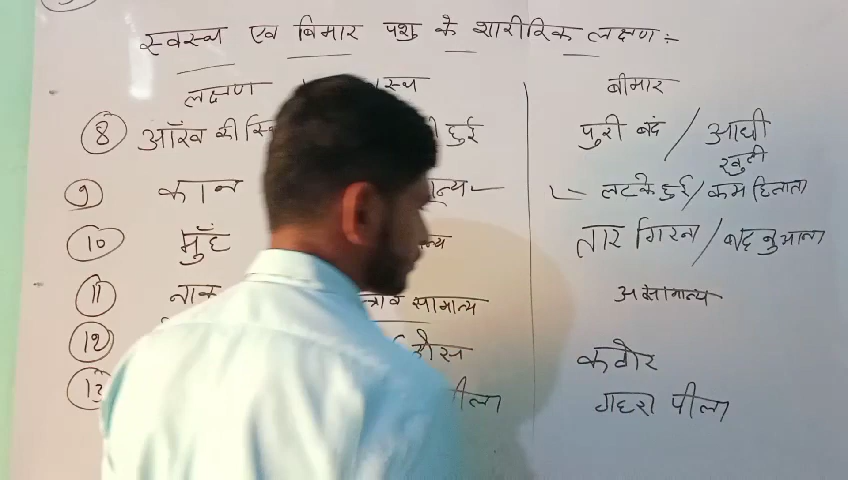 स्वस्थ एव बिमार पशु के शारीरिक लक्षण :-
लक्षण स्थ बीमार
8 आँख की स्थि ी हुई पुरी बंद / आधी खुली
9 कान ान्य लटके हुई / कम हिलाता
10 मुँह न्य लार गिरना / बदबु आना
11 नाक स्त्राव सामान्य असामान्य
12 ठोस कठोर
13 पीला गहरा पीला